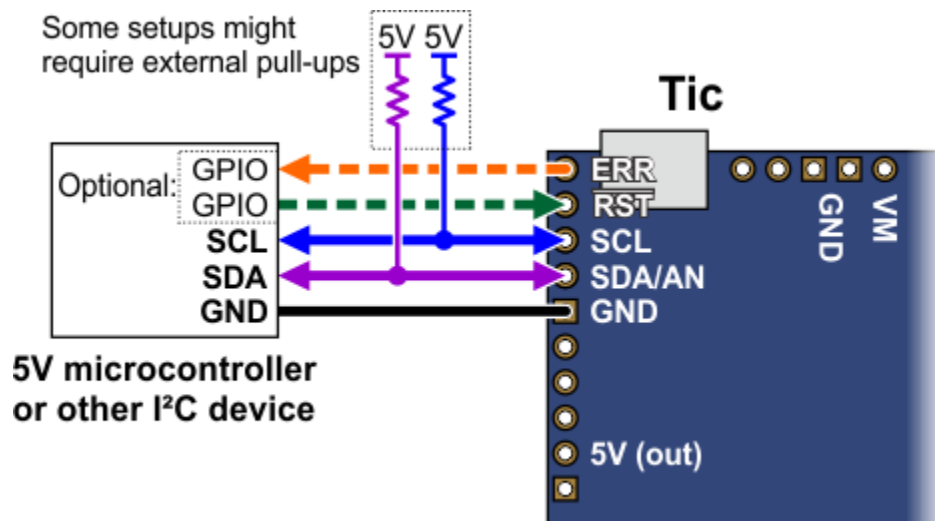 Some setups might
require external pull-ups
5V 5V
Tic
Optional: GPIO
GPIO
SCL
SDA
GND
ERR
RST
SCL
SDA/AN
GND
GND
VM
5V (out)
5V microcontroller
or other I²C device